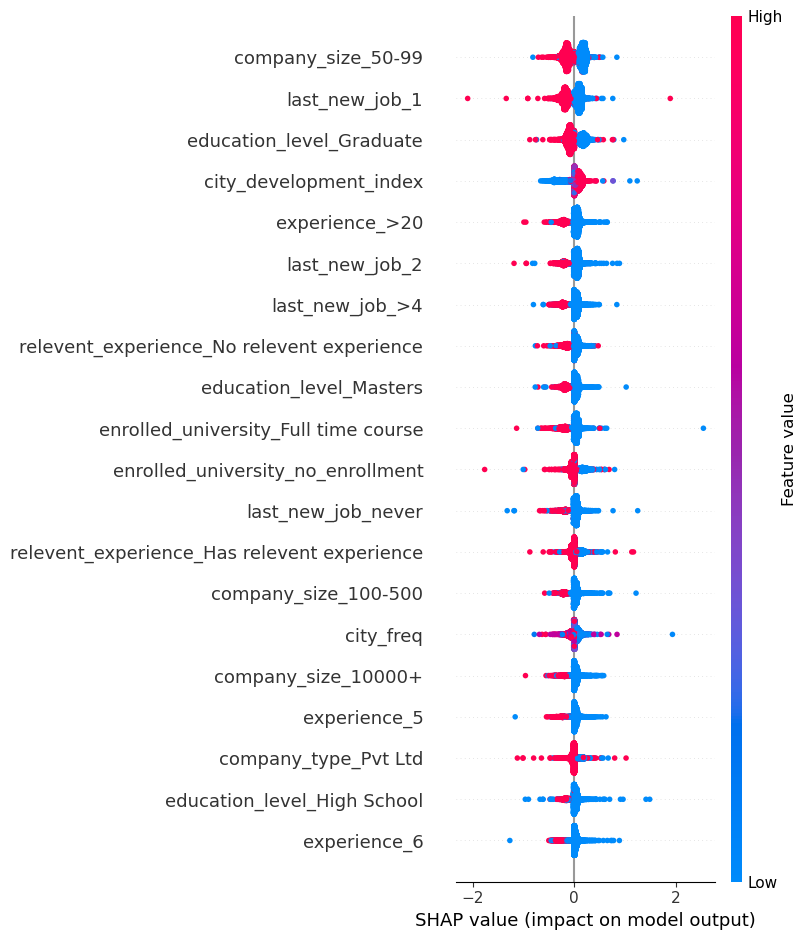 High
company_size_50-99
last_new_job_1
education_level_Graduate
city_development_index
experience_>20
last_new_job_2
last_new_job_>4
relevent_experience_No relevent experience
education_level_Masters
enrolled_university_Full time course
enrolled_university_no_enrollment
last_new_job_never
relevent_experience_Has relevent experience
company_size_100-500
city_freq
company_size_10000+
experience_5
company_type_Pvt Ltd
education_level_High School
experience_6
Feature value
Low
−2 0 2
SHAP value (impact on model output)